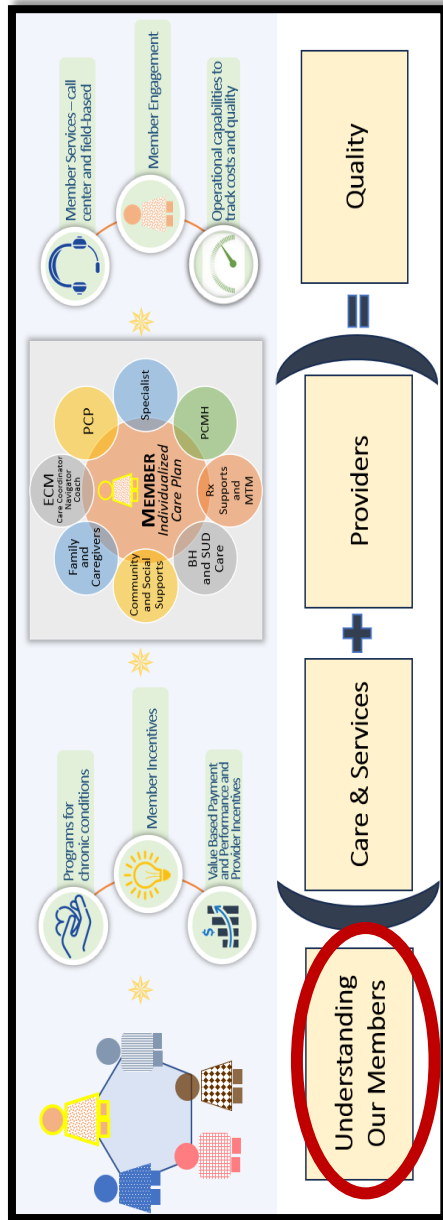 Programs for
chronic conditions
Member Incentives
Value Based Payment
and Performance and
Provider Incentives
$
ECM
Care Coordinator
Navigator
Coach
PCP
Specialist
PCMH
Rx
Supports
and
MTM
BH
and SUD
Care
Community
and Social
Supports
Family
and
Caregivers
MEMBER
Individualized
Care Plan
Member Services – call
center and field-based
Member Engagement
Operational capabilities to
track costs and quality
Understanding
Our Members
(
Care & Services
+
Providers
)
=
Quality